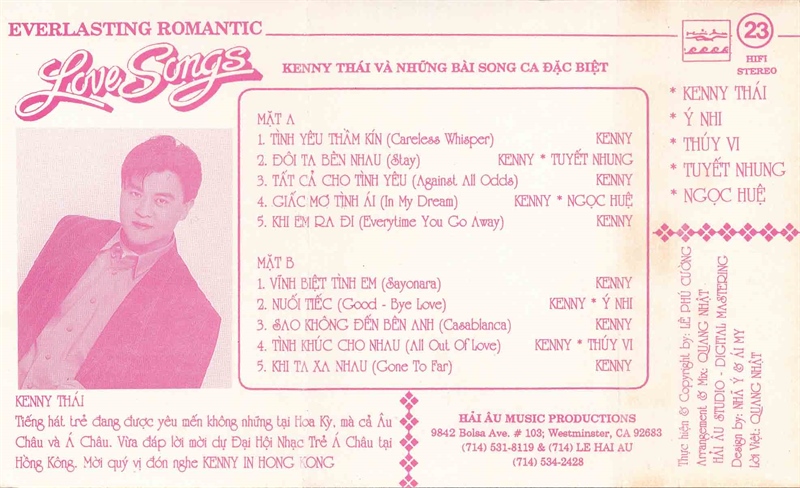 EVERLASTING ROMANTIC
Love Songs
KENNY THÁI VÀ NHỮNG BÀI SONG CA ĐẶC BIỆT
MẶT A
1. TÌNH YÊU THẦM KÍN (Careless Whisper) KENNY
2. ĐÔI TA BÊN NHAU (Stay) KENNY * TUYẾT NHUNG
3. TẤT CẢ CHO TÌNH YÊU (Against All Odds) KENNY
4. GIẤC MƠ TÌNH ÁI (In My Dream) KENNY * NGỌC HUỆ
5. KHI EM RA ĐI (Everytime You Go Away) KENNY
MẶT B
1. VĨNH BIỆT TÌNH EM (Sayonara) KENNY
2. NUỐI TIẾC (Good - Bye Love) KENNY * Ý NHI
3. SAO KHÔNG ĐẾN BÊN ANH (Casabianca) KENNY
4. TÌNH KHÚC CHO NHAU (All Out Of Love) KENNY * THÚY VI
5. KHI TA XA NHAU (Gone To Far) KENNY
KENNY THÁI
Tiếng hát trẻ đang được yêu mến không những tại Hoa Kỳ, mà cả Âu
Châu và Á Châu. Vừa đáp lời mời dự Đại Hội Nhạc Trẻ Á Châu tại
Hồng Kông. Mời quý vị đón nghe KENNY IN HONG KONG
HẢI ÂU MUSIC PRODUCTIONS
9842 Bolsa Ave. # 103; Westminster, CA 92683
(714) 531-8119 & (714) LE HAI AU
(714) 534-2428
23
HIFI
STEREO
* KENNY THÁI
* Ý NHI
* THÚY VI
* TUYẾT NHUNG
* NGỌC HUỆ
Thực hiện & Copyright by: LÊ PHÚ CƯỜNG
Arrangement & Mix: QUANG NHẬT
HẢI ÂU STUDIO - DIGITAL MASTERING
Design by: NHÃ Ý & ÁI MY
Lời Việt: QUANG NHẬT